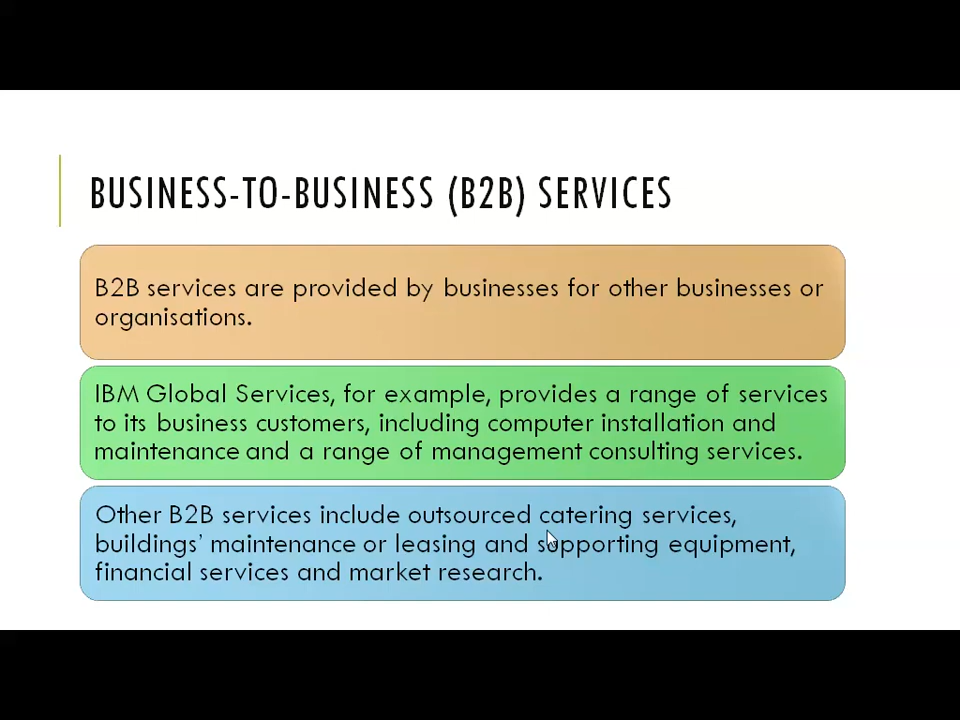 BUSINESS-TO-BUSINESS (B2B) SERVICES
B2B services are provided by businesses for other businesses or
organisations.
IBM Global Services, for example, provides a range of services
to its business customers, including computer installation and
maintenance and a range of management consulting services.
Other B2B services include outsourced catering services,
buildings’ maintenance or leasing and supporting equipment,
financial services and market research.